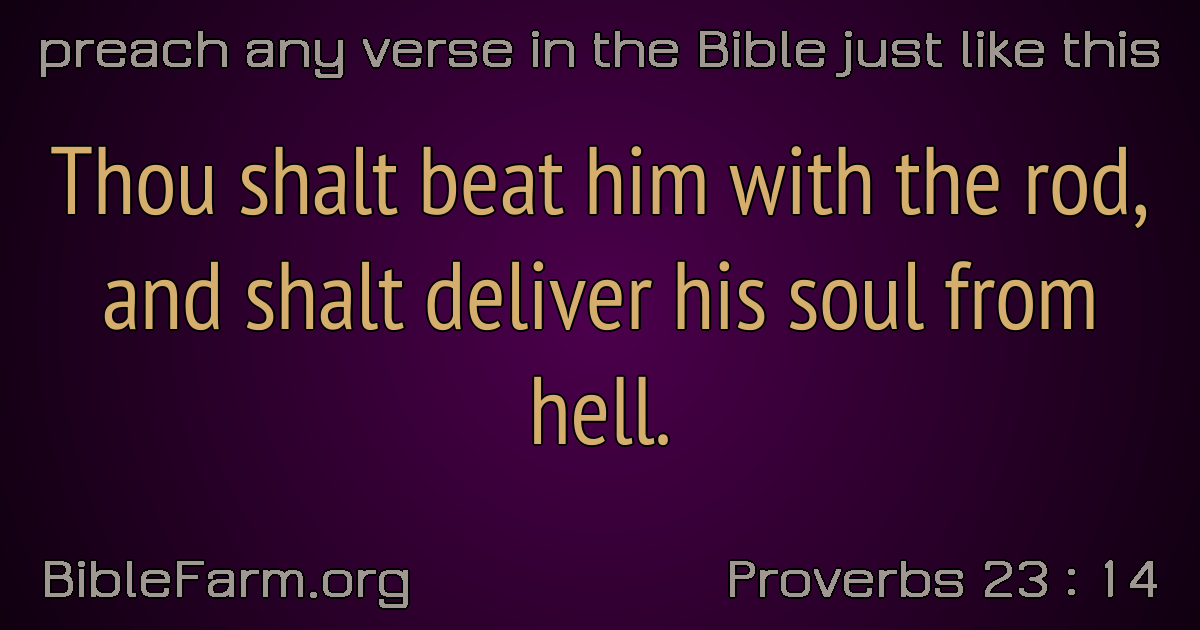 preach any verse in the Bible just like this
Thou shalt beat him with the rod,
and shalt deliver his soul from
hell.
BibleFarm.org
Proverbs 23 : 14